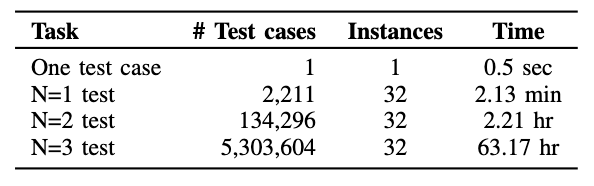 Task # Test cases Instances Time
One test case 1 1 0.5 sec
N=1 test 2,211 32 2.13 min
N=2 test 134,296 32 2.21 hr
N=3 test 5,303,604 32 63.17 hr